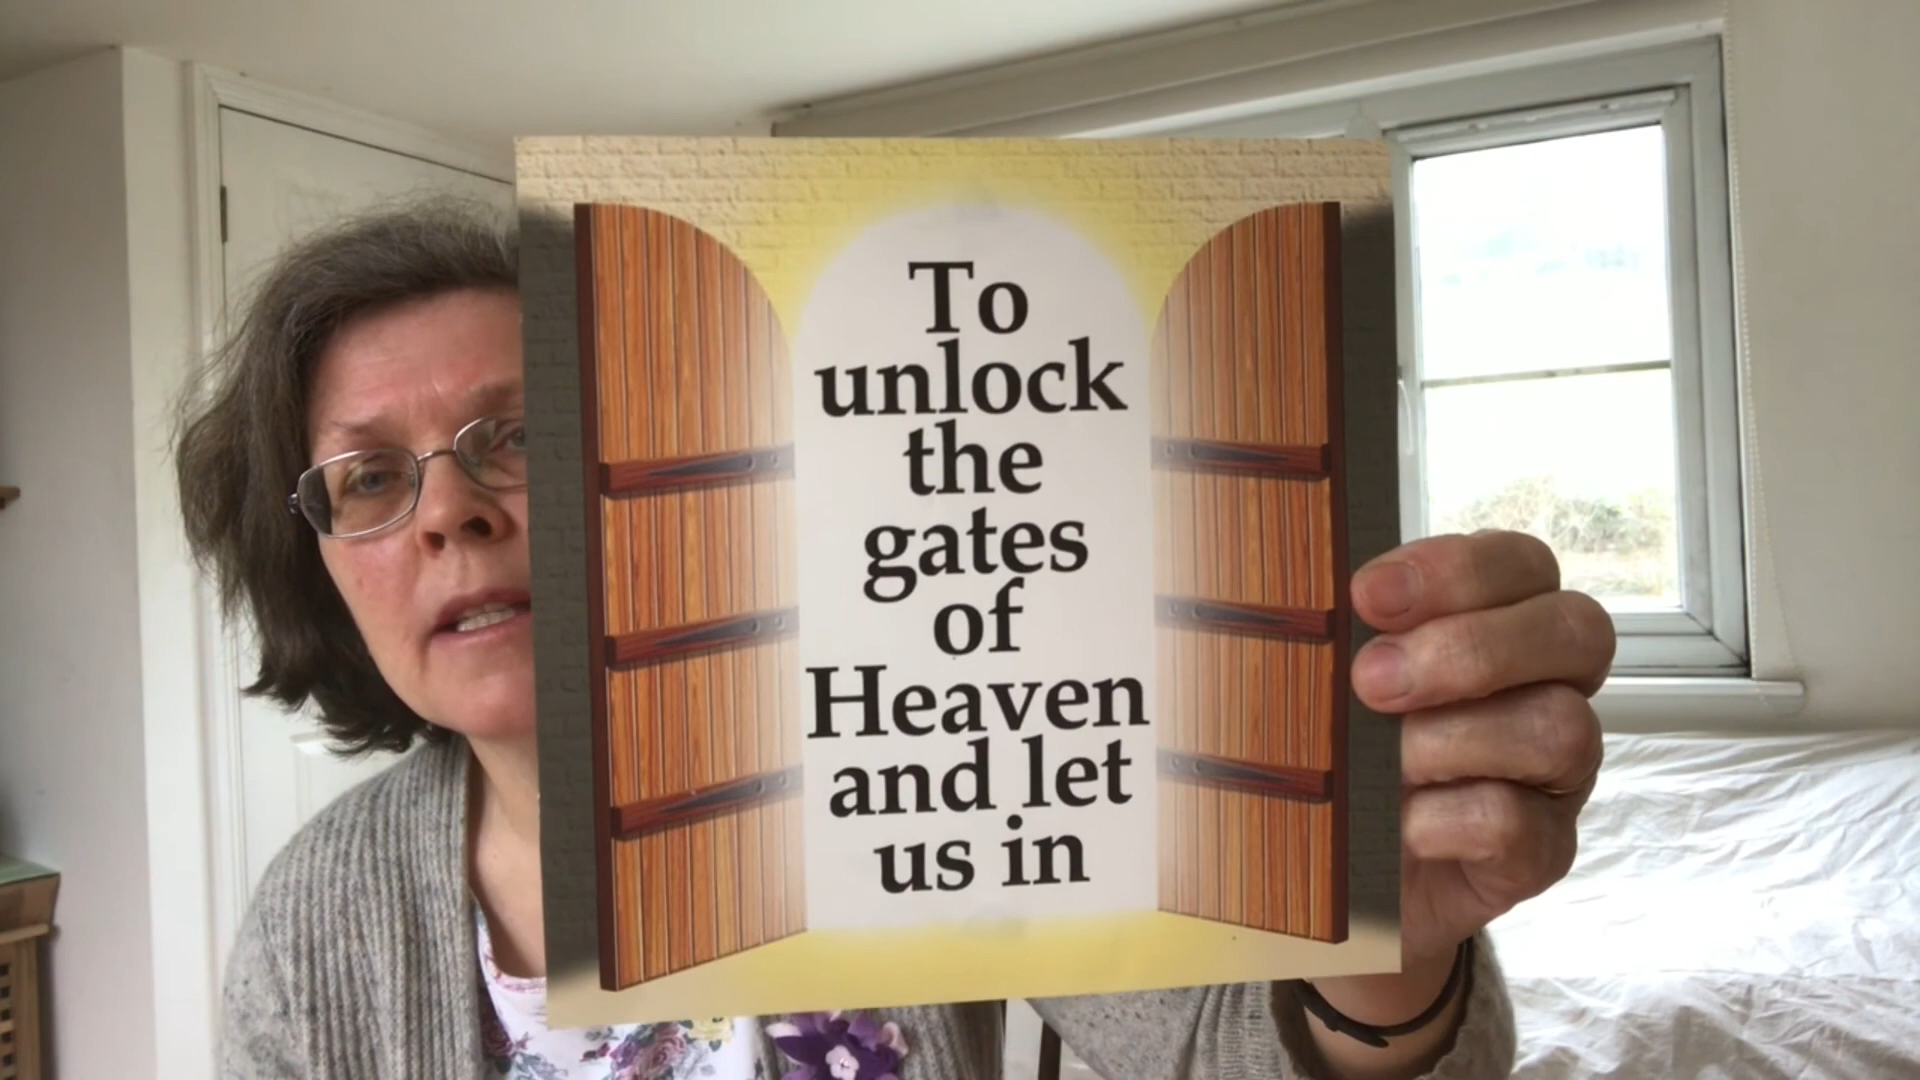 To
unlock
the
gates
of
Heaven
and let
us in